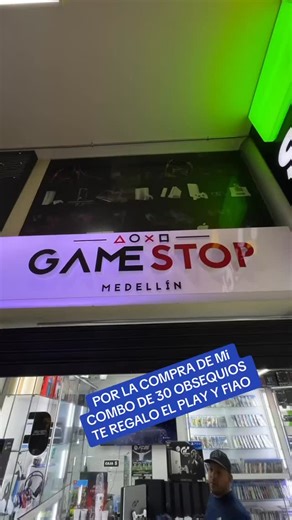 GAMESTOP
MEDELLÍN
POR LA COMPRA DE Mi
COMBO DE 30 OBSEQUIOS
TE REGALO EL PLAY Y FIAO